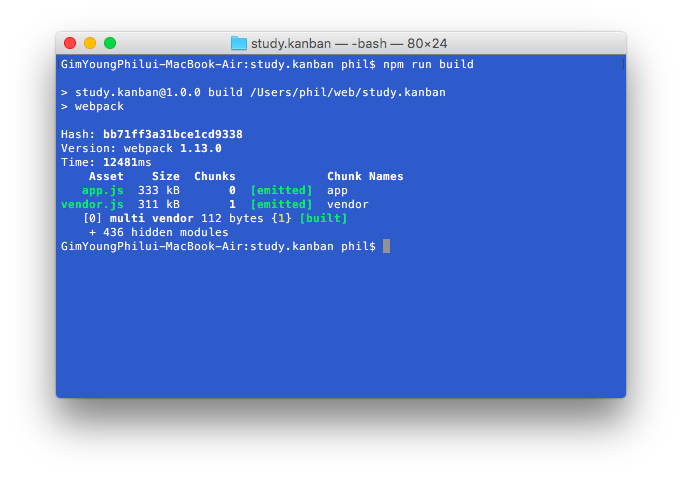 study.kanban — -bash — 80×24
GimYoungPhilui-MacBook-Air:study.kanban phil$ npm run build
> study.kanban@1.0.0 build /Users/phil/web/study.kanban
> webpack
Hash: bb71ff3a31bce1cd9338
Version: webpack 1.13.0
Time: 12481ms
Asset Size Chunks Chunk Names
app.js 333 kB 0 [emitted] app
vendor.js 311 kB 1 [emitted] vendor
[0] multi vendor 112 bytes {1} [built]
+ 436 hidden modules
GimYoungPhilui-MacBook-Air:study.kanban phil$